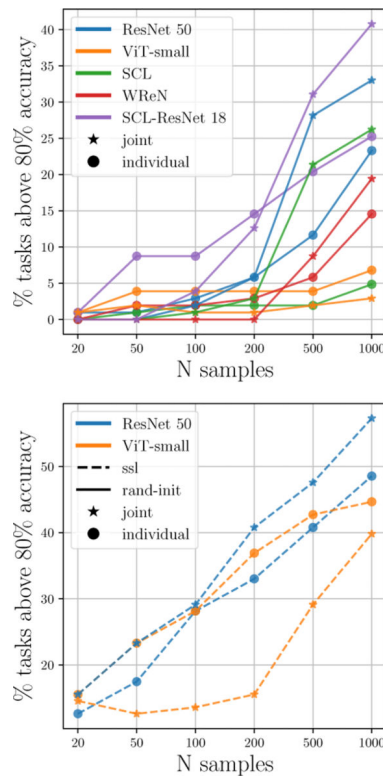 % tasks above 80% accuracy
40
35
30
25
20
15
10
5
0
ResNet 50
ViT-small
SCL
WReN
SCL-ResNet 18
joint
individual
20 50 100 200 500 1000
N samples
% tasks above 80% accuracy
50
40
30
20
ResNet 50
ViT-small
ssl
rand-init
joint
individual
20 50 100 200 500 1000
N samples